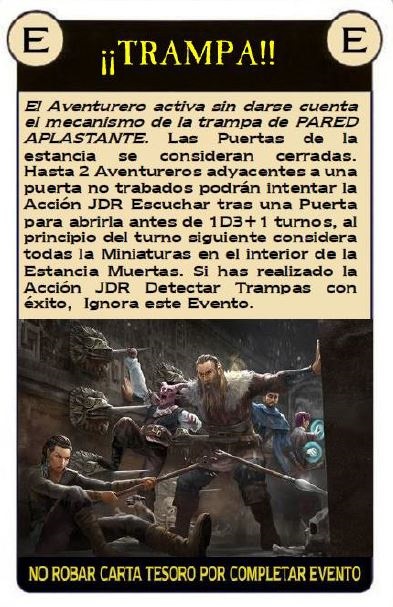 E E
¡¡TRAMPA!!
El Aventurero activa sin darse cuenta
el mecanismo de la trampa de PARED
APLASTANTE. Las Puertas de la
estancia se consideran cerradas.
Hasta 2 Aventureros adyacentes a una
puerta no trabados podrán intentar la
Acción JDR Escuchar tras una Puerta
para abrirla antes de 1D3+1 turnos, al
principio del turno siguiente considera
todas la Miniaturas en el interior de la
Estancia Muertas. Si has realizado la
Acción JDR Detectar Trampas con
éxito, Ignora este Evento.
NO ROBAR CARTA TESORO POR COMPLETAR EVENTO